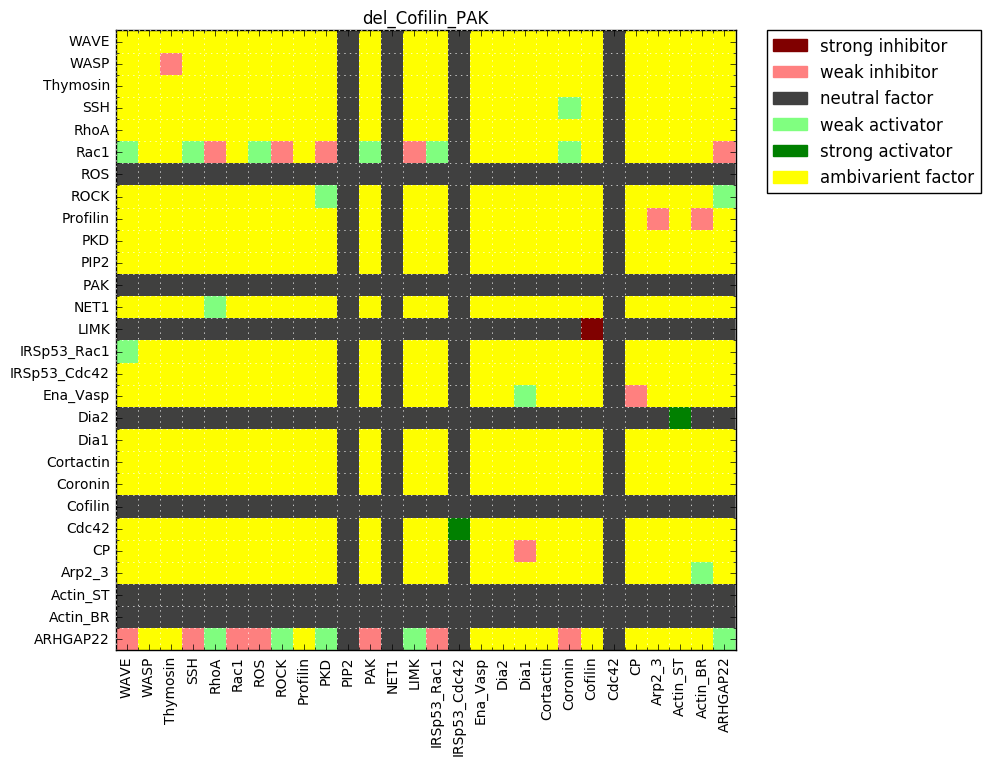 del_Cofilin_PAK
WAVE
WASP
Thymosin
SSH
RhoA
Rac1
ROS
ROCK
Profilin
PKD
PIP2
PAK
NET1
LIMK
IRSp53_Rac1
IRSp53_Cdc42
Ena_Vasp
Dia2
Dia1
Cortactin
Coronin
Cofilin
Cdc42
CP
Arp2_3
Actin_ST
Actin_BR
ARHGAP22
WAVE
WASP
Thymosin
SSH
RhoA
Rac1
ROS
ROCK
Profilin
PKD
PIP2
PAK
NET1
LIMK
IRSp53_Rac1
IRSp53_Cdc42
Ena_Vasp
Dia2
Dia1
Cortactin
Coronin
Cofilin
Cdc42
CP
Arp2_3
Actin_ST
Actin_BR
ARHGAP22
strong inhibitor
weak inhibitor
neutral factor
weak activator
strong activator
ambivarient factor